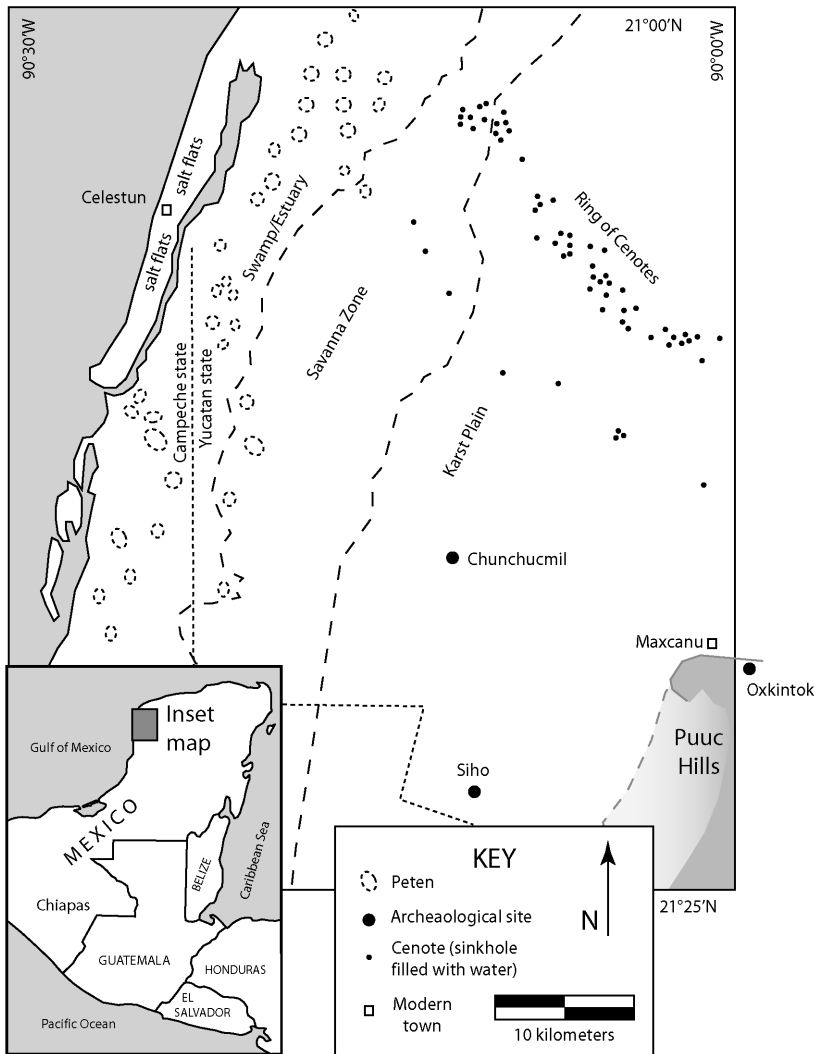 90°30'W
21°00'N
90°00'W
salt flats
Celestun
salt flats
Swamp/Estuary
Ring of Cenotes
Savanna Zone
Campeche state
Yucatan state
Karst Plain
Chunchucmil
Maxcanu
Oxkintok
Puuc
Hills
Siho
Inset
map
Gulf of Mexico
MEXICO
BELIZE
Caribbean Sea
Chiapas
GUATEMALA
HONDURAS
EL
SALVADOR
Pacific Ocean
KEY
Peten
Archeaological site
Cenote (sinkhole
filled with water)
Modern
town
N
10 kilometers
21°25'N